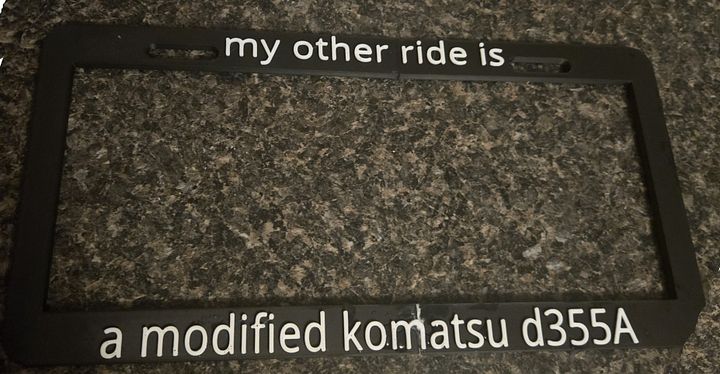 my other ride is
a modified komatsu d355A